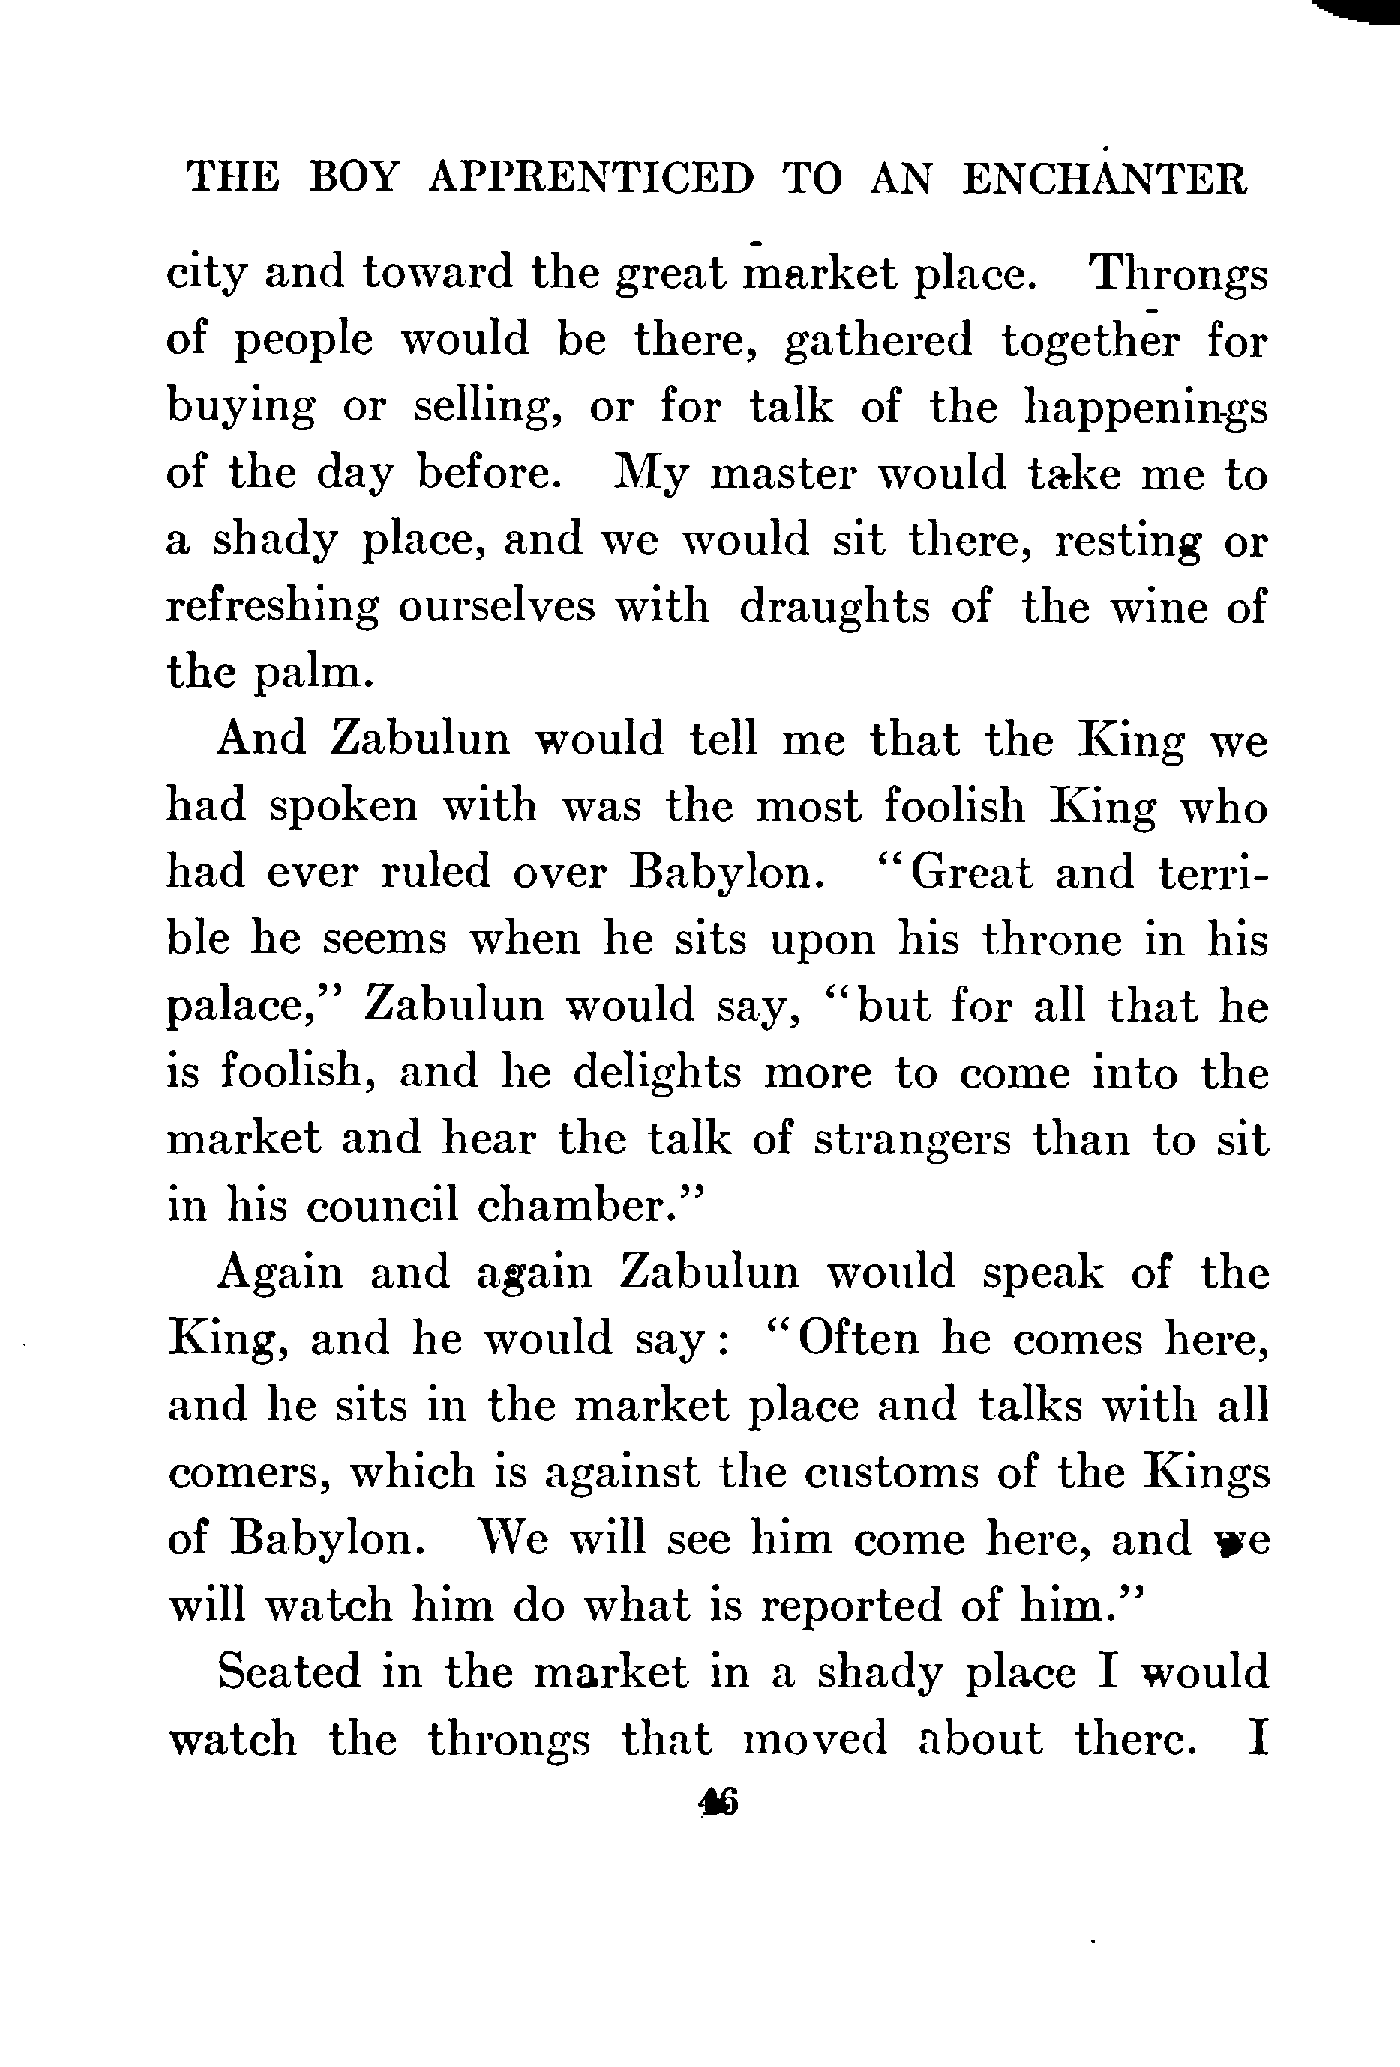 THE BOY APPRENTICED TO AN ENCHANTER
city and toward the great market place. Throngs
of people would be there, gathered together for
buying or selling, or for talk of the happenings
of the day before. My master would take me to
a shady place, and we would sit there, resting or
refreshing ourselves with draughts of the wine of
the palm.
And Zabulun would tell me that the King we
had spoken with was the most foolish King who
had ever ruled over Babylon. "Great and terri-
ble he seems when he sits upon his throne in his
palace," Zabulun would say, "but for all that he
is foolish, and he delights more to come into the
market and hear the talk of strangers than to sit
in his council chamber."
Again and again Zabulun would speak of the
King, and he would say: "Often he comes here,
and he sits in the market place and talks with all
comers, which is against the customs of the Kings
of Babylon. We will see him come here, and we
will watch him do what is reported of him."
Seated in the market in a shady place I would
watch the throngs that moved about there. I
46